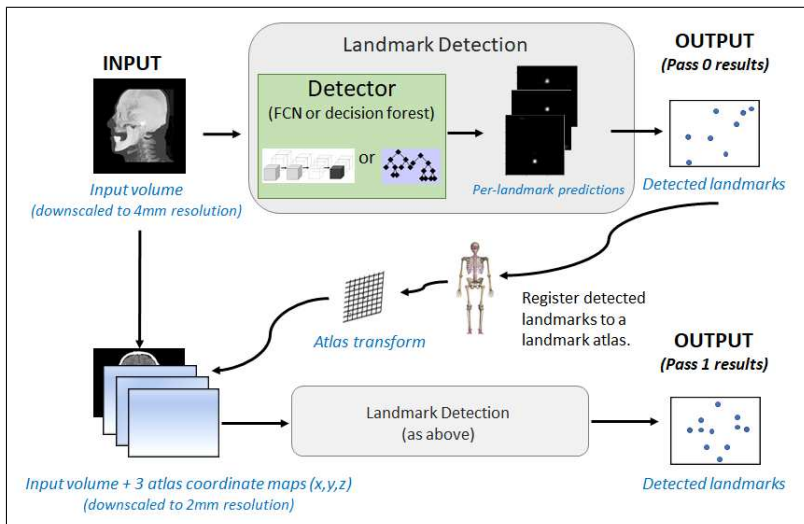 INPUT
Input volume
(downscaled to 4mm resolution)
Landmark Detection
Detector
(FCN or decision forest)
or
Per-landmark predictions
OUTPUT
(Pass 0 results)
Detected landmarks
Register detected
landmarks to a
landmark atlas.
Atlas transform
Input volume + 3 atlas coordinate maps (x,y,z)
(downscaled to 2mm resolution)
Landmark Detection
(as above)
OUTPUT
(Pass 1 results)
Detected landmarks